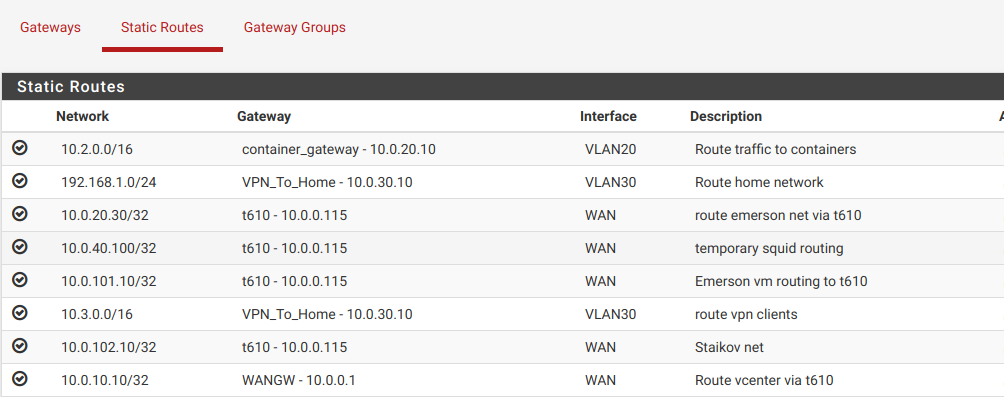 Gateways Static Routes Gateway Groups
Static Routes
Network Gateway Interface Description A
10.2.0.0/16 container_gateway - 10.0.20.10 VLAN20 Route traffic to containers
192.168.1.0/24 VPN_To_Home - 10.0.30.10 VLAN30 Route home network
10.0.20.30/32 t610 - 10.0.0.115 WAN route emerson net via t610
10.0.40.100/32 t610 - 10.0.0.115 WAN temporary squid routing
10.0.101.10/32 t610 - 10.0.0.115 WAN Emerson vm routing to t610
10.3.0.0/16 VPN_To_Home - 10.0.30.10 VLAN30 route vpn clients
10.0.102.10/32 t610 - 10.0.0.115 WAN Staikov net
10.0.10.10/32 WANGW - 10.0.0.1 WAN Route vcenter via t610